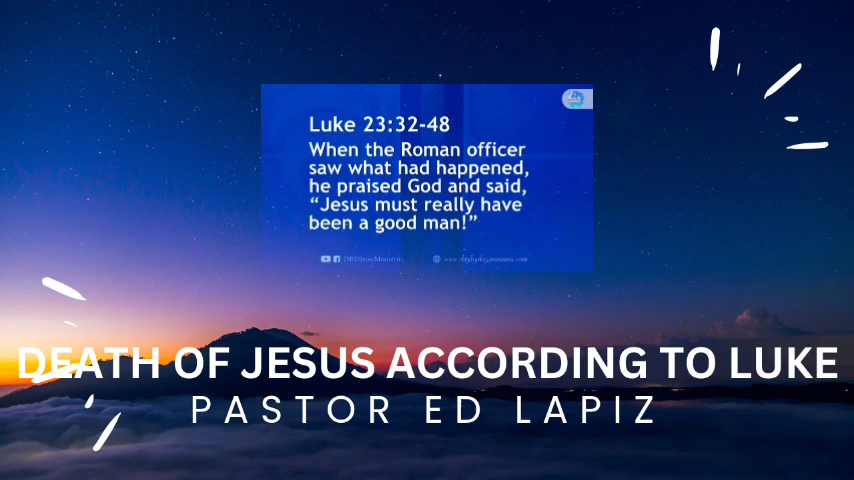 Luke 23:32-48
When the Roman officer
saw what had happened,
he praised God and said,
“Jesus must really have
been a good man!”
DBDJesusMinistries
DEATH OF JESUS ACCORDING TO LUKE
PASTOR ED LAPIZ